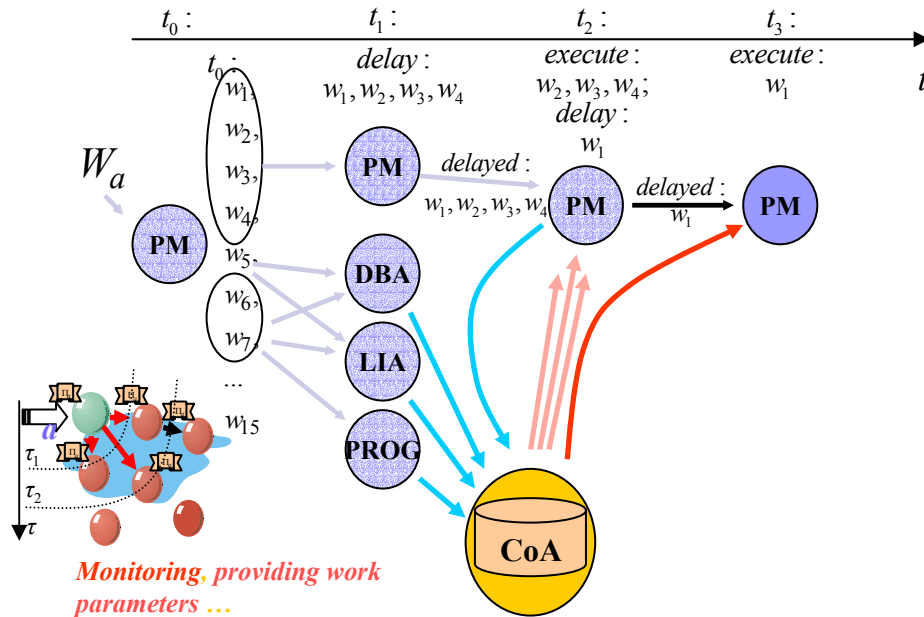 t0 : t1 : t2 : t3 :
t
t0 :
delay :
w1, w2, w3, w4
execute :
w2, w3, w4;
delay :
w1
execute :
w1
Wa
PM
w1,
w2,
w3,
w4,
w5,
w6,
w7,
...
w15
PM
delayed :
w1, w2, w3, w4
PM
delayed :
w1
PM
DBA
LIA
PROG
CoA
a
τ1
τ2
τ
Monitoring, providing work
parameters ...